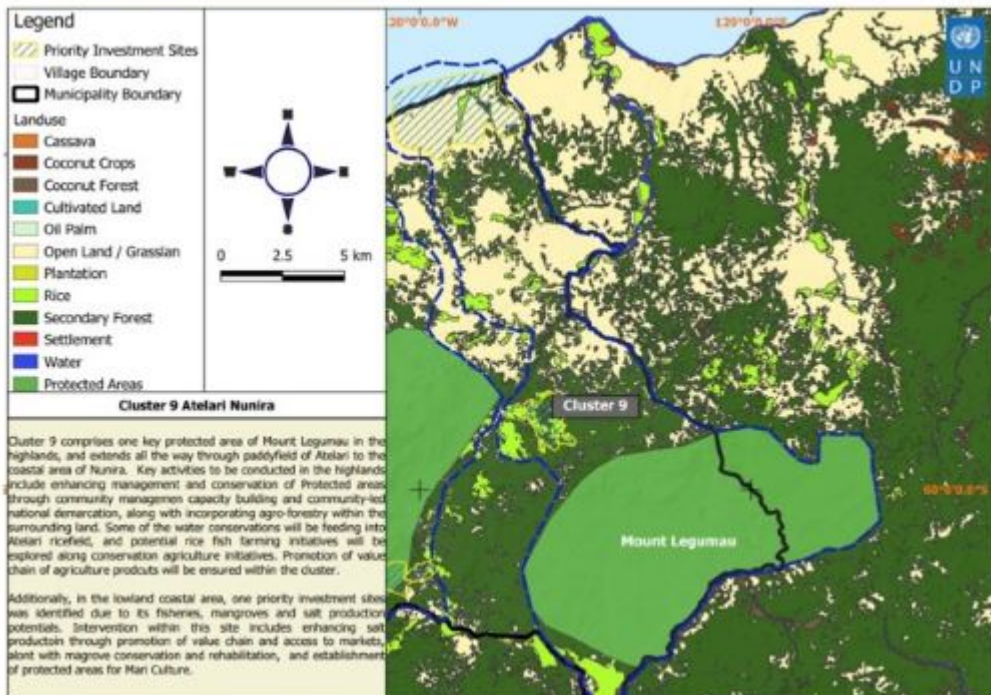 Legend
Priority Investment Sites
Village Boundary
Municipality Boundary
Landuse
Cassava
Coconut Crops
Coconut Forest
Cultivated Land
Oil Palm
Open Land / Grassian
Plantation
Rice
Secondary Forest
Settlement
Water
Protected Areas
0 2.5 5 km
Cluster 9 Atelari Nunira
Cluster 9 comprises one key protected area of Mount Legumau in the
highlands, and extends all the way through paddyfield of Atelari to the
coastal area of Nunira. Key activities to be conducted in the highlands
include enhancing management and conservation of Protected areas
through community managemen capacity building and community-led
national demarcation, along with incorporating agro-forestry within the
surrounding land. Some of the water conservations will be feeding into
Atelari ricefield, and potential rice fish farming initiatives will be
explored along conservation agriculture initiatives. Promotion of value
chain of agriculture prodcuts will be ensured within the cluster.
Additionally, in the lowland coastal area, one priority investment sites
was identified due to its fisheries, mangroves and salt production
potentials. Intervention within this site includes enhancing salt
productoin through promotion of value chain and access to markets,
alont with magrove conservation and rehabilitation, and establishment
of protected areas for Mari Culture.
20°0'0.0"W
120°0'0.0"S
U N
D P
Cluster 9
60°0'0.0"S
Mount Legumau